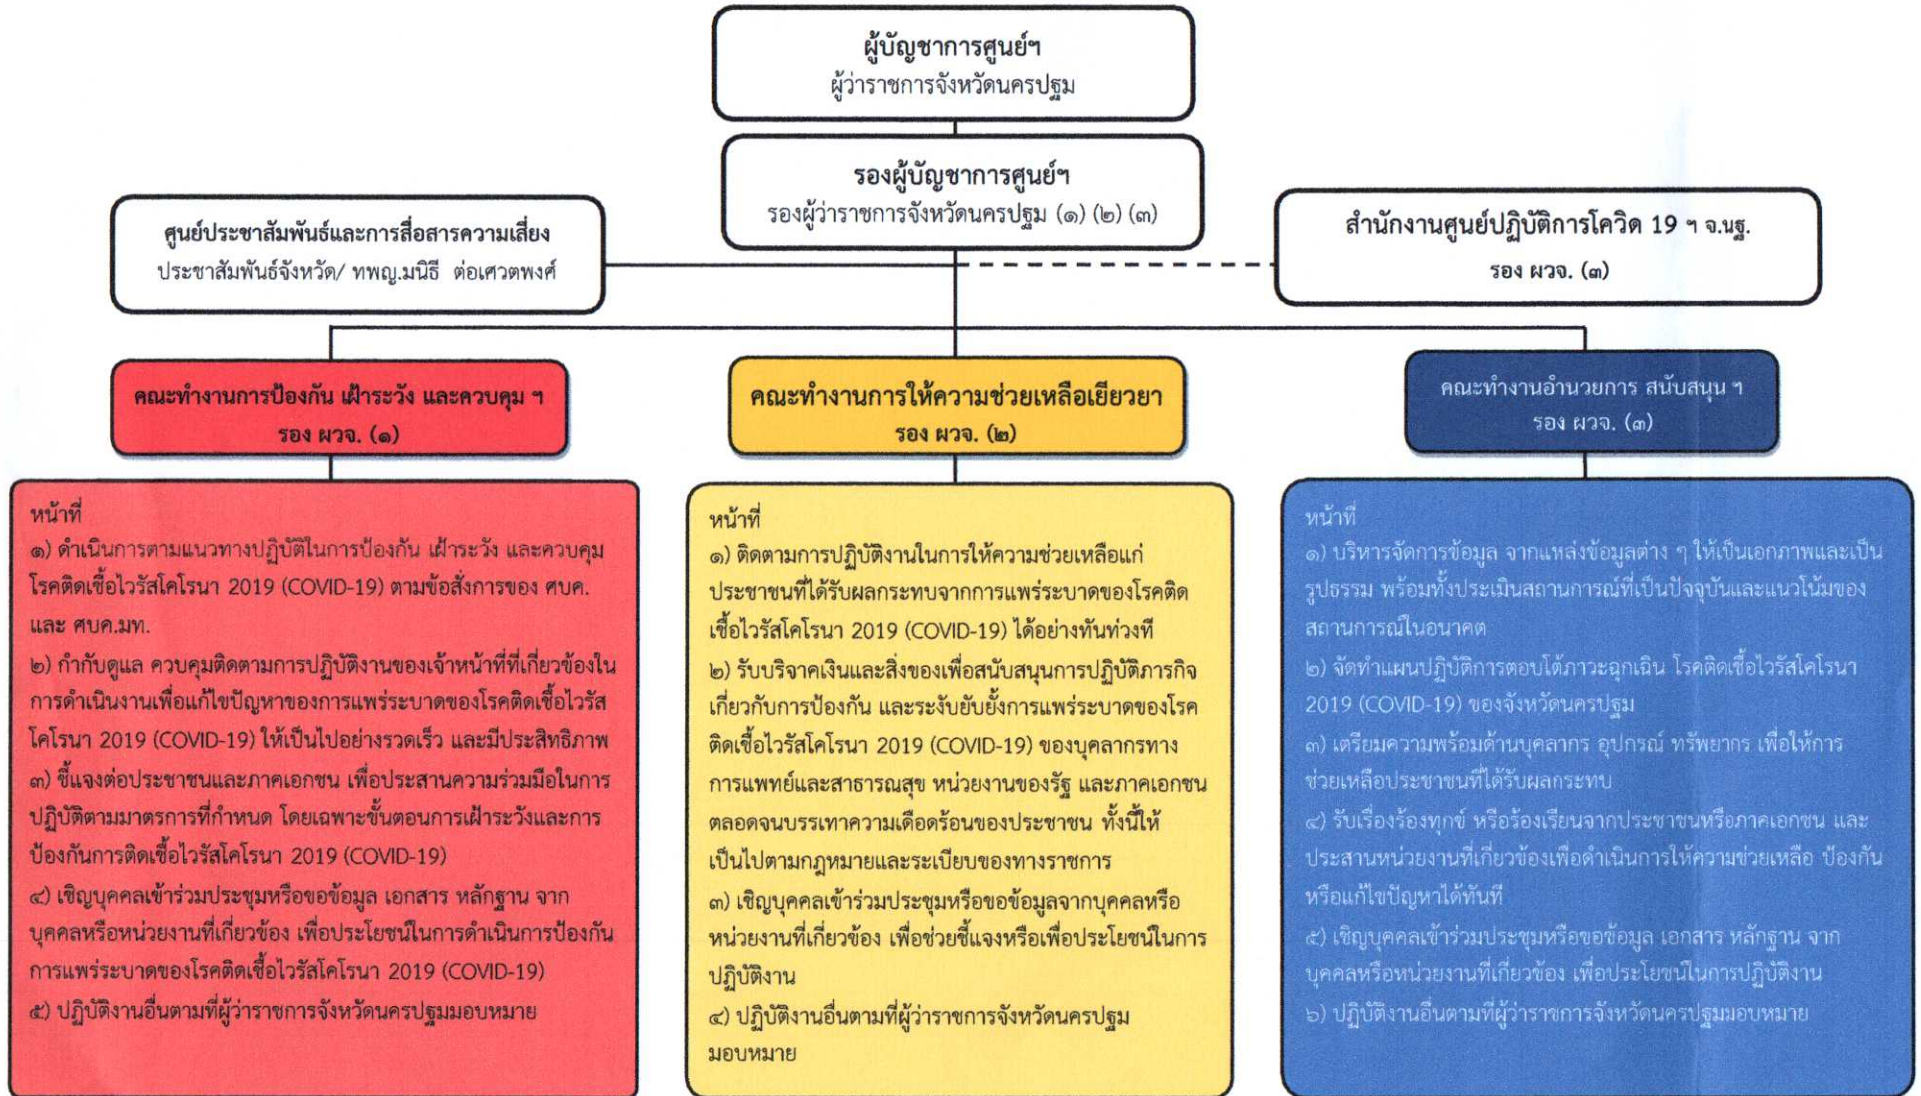 ผู้บัญชาการศูนย์ฯ
ผู้ว่าราชการจังหวัดนครปฐม
รองผู้บัญชาการศูนย์ฯ
รองผู้ว่าราชการจังหวัดนครปฐม (๑) (๒) (๓)
ศูนย์ประชาสัมพันธ์และการสื่อสารความเสี่ยง
ประชาสัมพันธ์จังหวัด/ ทพญ.มนิธี ต่อเศวตพงศ์
สำนักงานศูนย์ปฏิบัติการโควิด 19 ฯ จ.นฐ.
รอง ผวจ. (๓)
คณะทำงานการป้องกัน เฝ้าระวัง และควบคุม ฯ
รอง ผวจ. (๑)
หน้าที่
๑) ดำเนินการตามแนวทางปฏิบัติในการป้องกัน เฝ้าระวัง และควบคุม
โรคติดเชื้อไวรัสโคโรนา 2019 (COVID-19) ตามข้อสั่งการของ ศบค.
และ ศบค.มท.
๒) กำกับดูแล ควบคุมติดตามการปฏิบัติงานของเจ้าหน้าที่ที่เกี่ยวข้องใน
การดำเนินงานเพื่อแก้ไขปัญหาของการแพร่ระบาดของโรคติดเชื้อไวรัส
โคโรนา 2019 (COVID-19) ให้เป็นไปอย่างรวดเร็ว และมีประสิทธิภาพ
๓) ชี้แจงต่อประชาชนและภาคเอกชน เพื่อประสานความร่วมมือในการ
ปฏิบัติตามมาตรการที่กำหนด โดยเฉพาะขั้นตอนการเฝ้าระวังและการ
ป้องกันการติดเชื้อไวรัสโคโรนา 2019 (COVID-19)
๔) เชิญบุคคลเข้าร่วมประชุมหรือขอข้อมูล เอกสาร หลักฐาน จาก
บุคคลหรือหน่วยงานที่เกี่ยวข้อง เพื่อประโยชน์ในการดำเนินการป้องกัน
การแพร่ระบาดของโรคติดเชื้อไวรัสโคโรนา 2019 (COVID-19)
๕) ปฏิบัติงานอื่นตามที่ผู้ว่าราชการจังหวัดนครปฐมมอบหมาย
คณะทำงานการให้ความช่วยเหลือเยียวยา
รอง ผวจ. (๒)
หน้าที่
๑) ติดตามการปฏิบัติงานในการให้ความช่วยเหลือแก่
ประชาชนที่ได้รับผลกระทบจากการแพร่ระบาดของโรคติด
เชื้อไวรัสโคโรนา 2019 (COVID-19) ได้อย่างทันท่วงที
๒) รับบริจาคเงินและสิ่งของเพื่อสนับสนุนการปฏิบัติภารกิจ
เกี่ยวกับการป้องกัน และระงับยับยั้งการแพร่ระบาดของโรค
ติดเชื้อไวรัสโคโรนา 2019 (COVID-19) ของบุคลากรทาง
การแพทย์และสาธารณสุข หน่วยงานของรัฐ และภาคเอกชน
ตลอดจนบรรเทาความเดือดร้อนของประชาชน ทั้งนี้ให้
เป็นไปตามกฎหมายและระเบียบของทางราชการ
๓) เชิญบุคคลเข้าร่วมประชุมหรือขอข้อมูลจากบุคคลหรือ
หน่วยงานที่เกี่ยวข้อง เพื่อช่วยชี้แจงหรือเพื่อประโยชน์ในการ
ปฏิบัติงาน
๔) ปฏิบัติงานอื่นตามที่ผู้ว่าราชการจังหวัดนครปฐม
มอบหมาย
คณะทำงานอำนวยการ สนับสนุน ฯ
รอง ผวจ. (๓)
หน้าที่
๑) บริหารจัดการข้อมูล จากแหล่งข้อมูลต่าง ๆ ให้เป็นเอกภาพและเป็น
รูปธรรม พร้อมทั้งประเมินสถานการณ์ที่เป็นปัจจุบันและแนวโน้มของ
สถานการณ์ในอนาคต
๒) จัดทำแผนปฏิบัติการตอบโต้ภาวะฉุกเฉิน โรคติดเชื้อไวรัสโคโรนา
2019 (COVID-19) ของจังหวัดนครปฐม
๓) เตรียมความพร้อมด้านบุคลากร อุปกรณ์ ทรัพยากร เพื่อให้การ
ช่วยเหลือประชาชนที่ได้รับผลกระทบ
๔) รับเรื่องร้องทุกข์ หรือร้องเรียนจากประชาชนหรือภาคเอกชน และ
ประสานหน่วยงานที่เกี่ยวข้องเพื่อดำเนินการให้ความช่วยเหลือ ป้องกัน
หรือแก้ไขปัญหาได้ทันที
๕) เชิญบุคคลเข้าร่วมประชุมหรือขอข้อมูล เอกสาร หลักฐาน จาก
บุคคลหรือหน่วยงานที่เกี่ยวข้อง เพื่อประโยชน์ในการปฏิบัติงาน
๖) ปฏิบัติงานอื่นตามที่ผู้ว่าราชการจังหวัดนครปฐมมอบหมาย